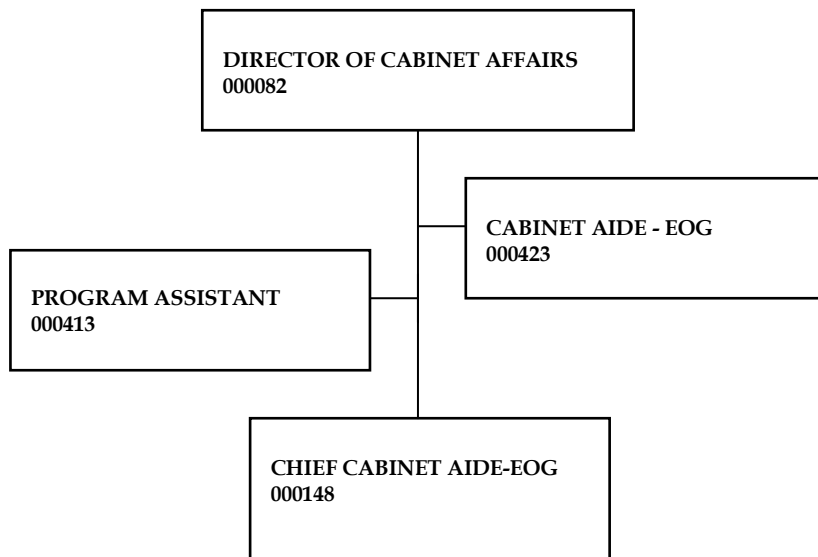 DIRECTOR OF CABINET AFFAIRS
000082
CABINET AIDE - EOG
000423
PROGRAM ASSISTANT
000413
CHIEF CABINET AIDE-EOG
000148